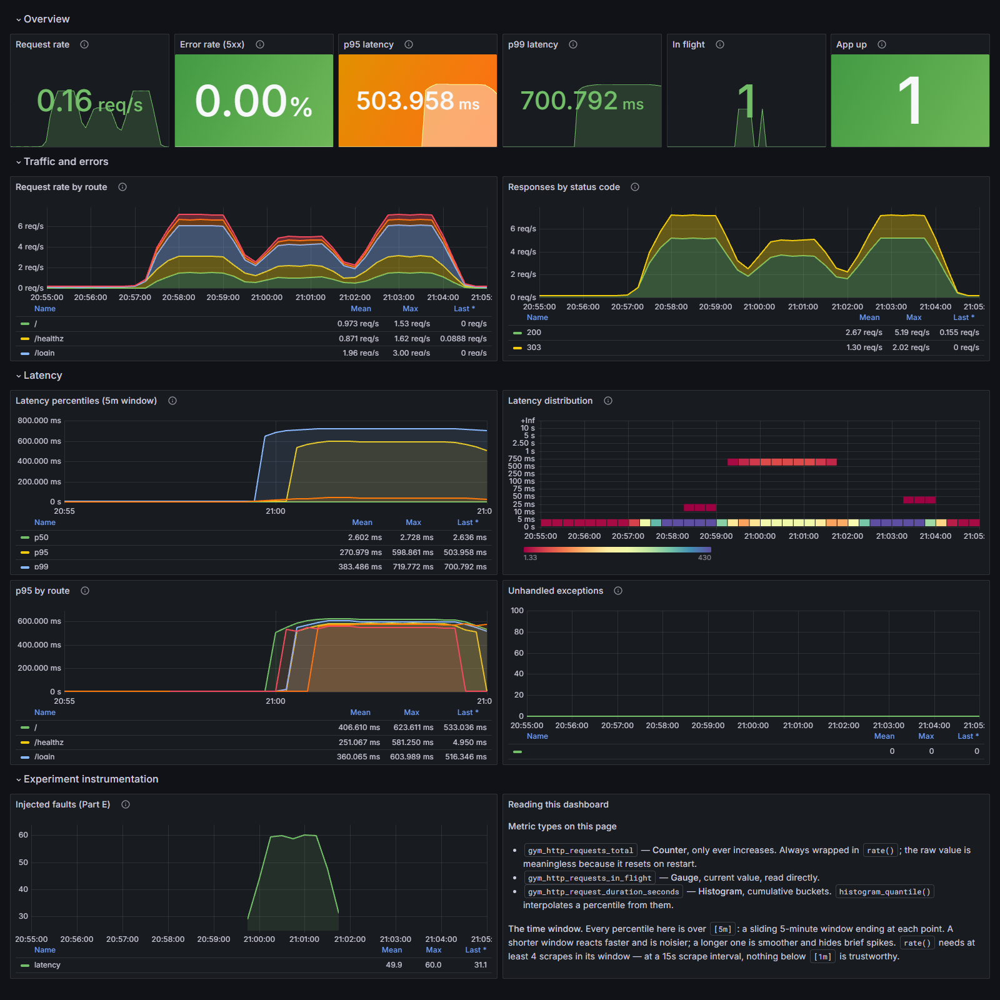 Overview
Request rate
0.16 req/s
Error rate (5xx)
0.00%
p95 latency
503.958 ms
p99 latency
700.792 ms
In flight
1
App up
1
Traffic and errors
Request rate by route
6 req/s
4 req/s
2 req/s
0 req/s
20:55:00 20:56:00 20:57:00 20:58:00 20:59:00 21:00:00 21:01:00 21:02:00 21:03:00 21:04:00 21:05:
Name Mean Max Last *
/ 0.973 req/s 1.53 req/s 0 req/s
/healthz 0.871 req/s 1.62 req/s 0.0888 req/s
/login 1.96 req/s 3.00 req/s 0 req/s
Responses by status code
6 req/s
4 req/s
2 req/s
0 req/s
20:55:00 20:56:00 20:57:00 20:58:00 20:59:00 21:00:00 21:01:00 21:02:00 21:03:00 21:04:00 21:05:
Name Mean Max Last *
200 2.67 req/s 5.19 req/s 0.155 req/s
303 1.30 req/s 2.02 req/s 0 req/s
Latency
Latency percentiles (5m window)
800.000 ms
600.000 ms
400.000 ms
200.000 ms
0 s
20:55 21:00 21:0
Name Mean Max Last *
p50 2.602 ms 2.728 ms 2.636 ms
p95 270.979 ms 598.861 ms 503.958 ms
p99 383.486 ms 719.772 ms 700.792 ms
Latency distribution
+Inf
10 s
5 s
2.50 s
1 s
750 ms
500 ms
250 ms
100 ms
75 ms
50 ms
25 ms
10 ms
5 ms
0 s
20:55:00 20:56:00 20:57:00 20:58:00 20:59:00 21:00:00 21:01:00 21:02:00 21:03:00 21:04:00 21:05:
1.33 430
p95 by route
600.000 ms
400.000 ms
200.000 ms
0 s
20:55 21:00 21:0
Name Mean Max Last *
/ 406.610 ms 623.611 ms 533.036 ms
/healthz 251.067 ms 581.250 ms 4.950 ms
/login 360.065 ms 603.989 ms 516.346 ms
Unhandled exceptions
100
80
60
40
20
0
20:55:00 20:56:00 20:57:00 20:58:00 20:59:00 21:00:00 21:01:00 21:02:00 21:03:00 21:04:00 21:05:
Name Mean Max Last *
0 0 0
Experiment instrumentation
Injected faults (Part E)
60
50
40
30
20:55:00 20:56:00 20:57:00 20:58:00 20:59:00 21:00:00 21:01:00 21:02:00 21:03:00 21:04:00 21:05:
Name Mean Max Last *
latency 49.9 60.0 31.1
Reading this dashboard
Metric types on this page
• gym_http_requests_total — Counter, only ever increases. Always wrapped in rate() ; the raw value is
meaningless because it resets on restart.
• gym_http_requests_in_flight — Gauge, current value, read directly.
• gym_http_request_duration_seconds — Histogram, cumulative buckets. histogram_quantile()
interpolates a percentile from them.
The time window. Every percentile here is over [5m] : a sliding 5-minute window ending at each point. A
shorter window reacts faster and is noisier; a longer one is smoother and hides brief spikes. rate() needs at
least 4 scrapes in its window — at a 15s scrape interval, nothing below [1m] is trustworthy.